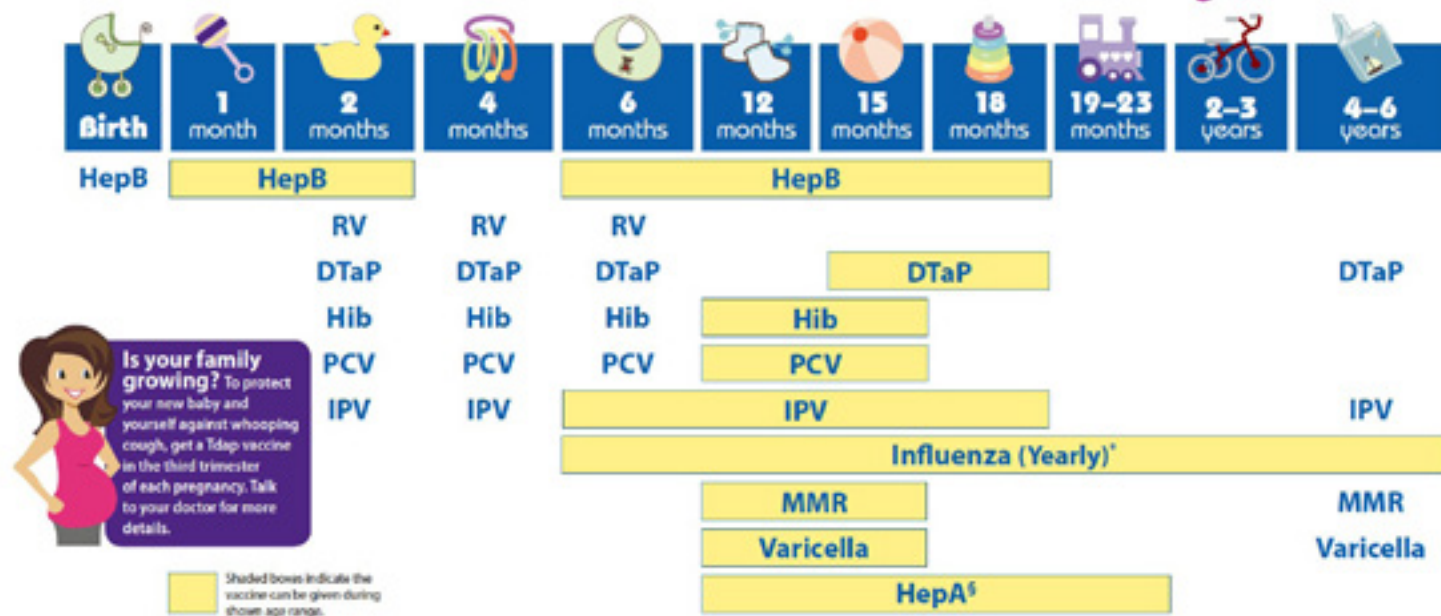 Birth
1
month
2
months
4
months
6
months
12
months
15
months
18
months
19–23
months
2–3
years
4–6
years
HepB HepB HepB
RV RV RV
DTaP DTaP DTaP DTaP DTaP
Hib Hib Hib Hib
PCV PCV PCV PCV
IPV IPV IPV IPV
Influenza (Yearly)*
MMR MMR
Varicella Varicella
HepA§
Is your family
growing? To protect
your new baby and
yourself against whooping
cough, get a Tdap vaccine
in the third trimester
of each pregnancy. Talk
to your doctor for more
details.
Shaded boxes indicate the
vaccine can be given during
shown age range.